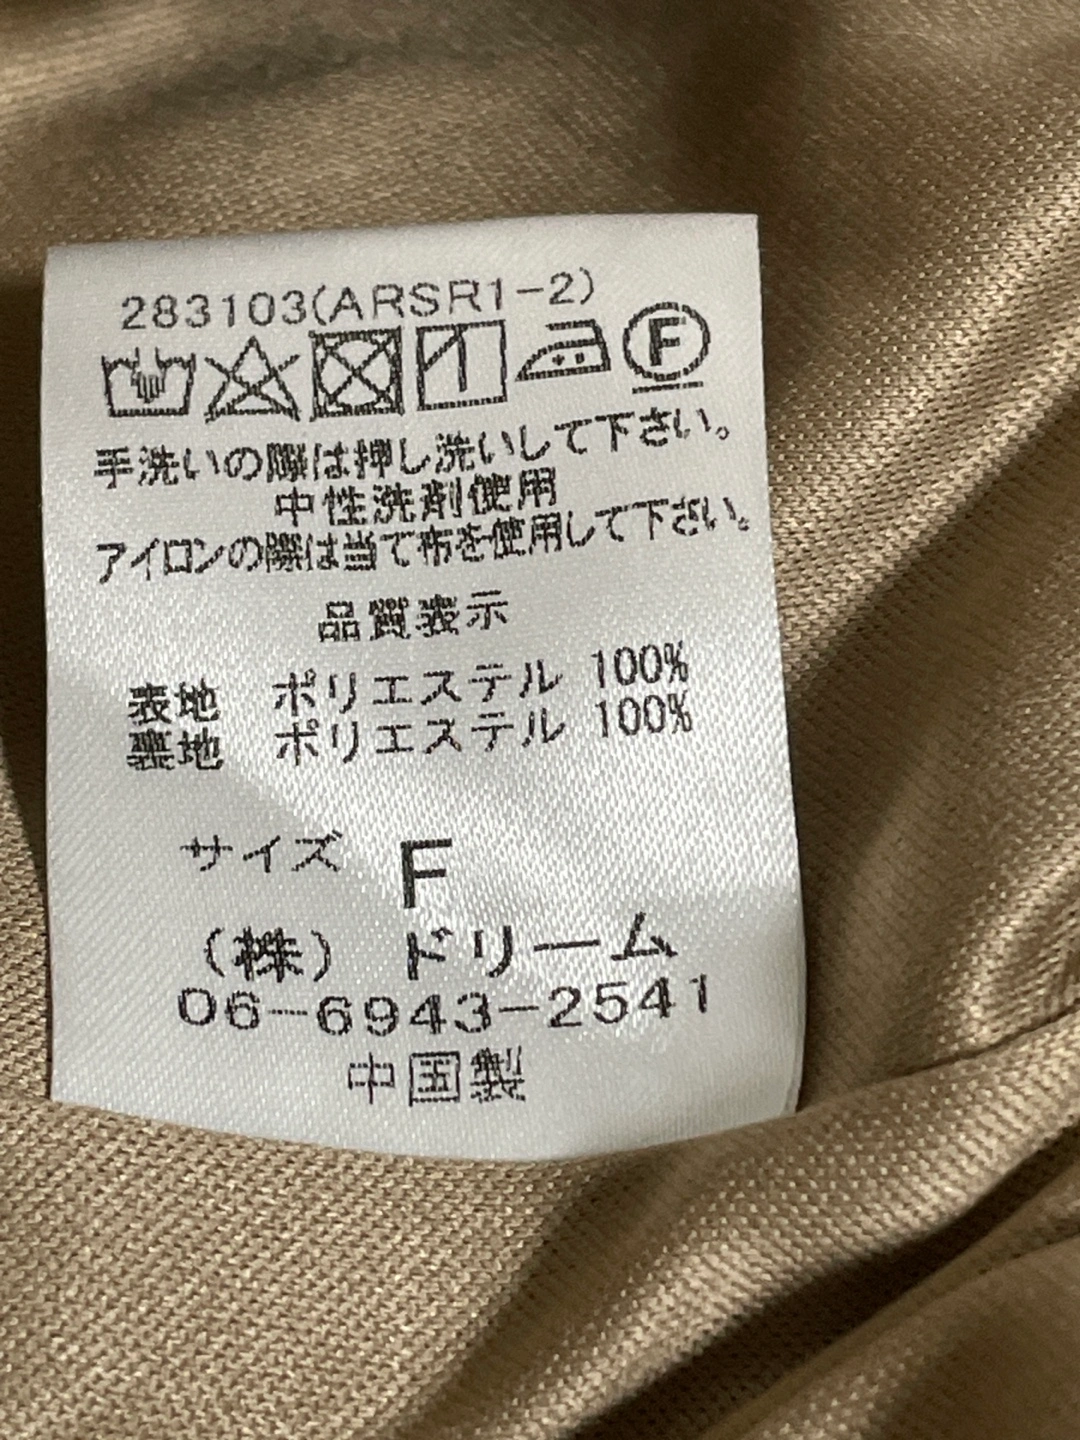 283103(ARSR1-2)
F
手洗いの際は押し洗いして下さい。
中性洗剤使用
アイロンの際は当て布を使用して下さい。
品質表示
表地 ポリエステル 100%
裏地 ポリエステル 100%
サイズ F
(株) ドリーム
06-6943-2541
中国製